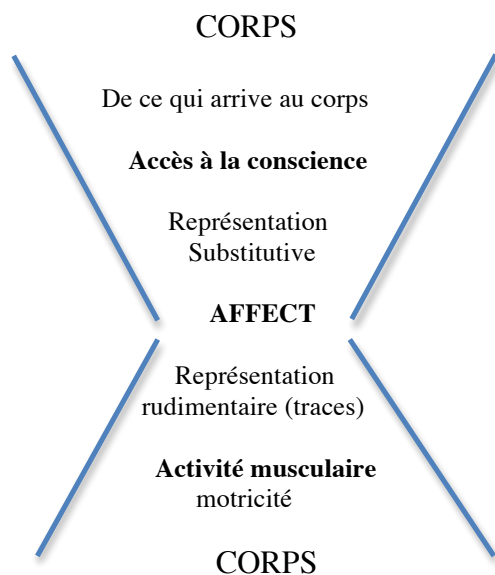 CORPS
De ce qui arrive au corps
Accès à la conscience
Représentation
Substitutive
AFFECT
Représentation
rudimentaire (traces)
Activité musculaire
motricité
CORPS